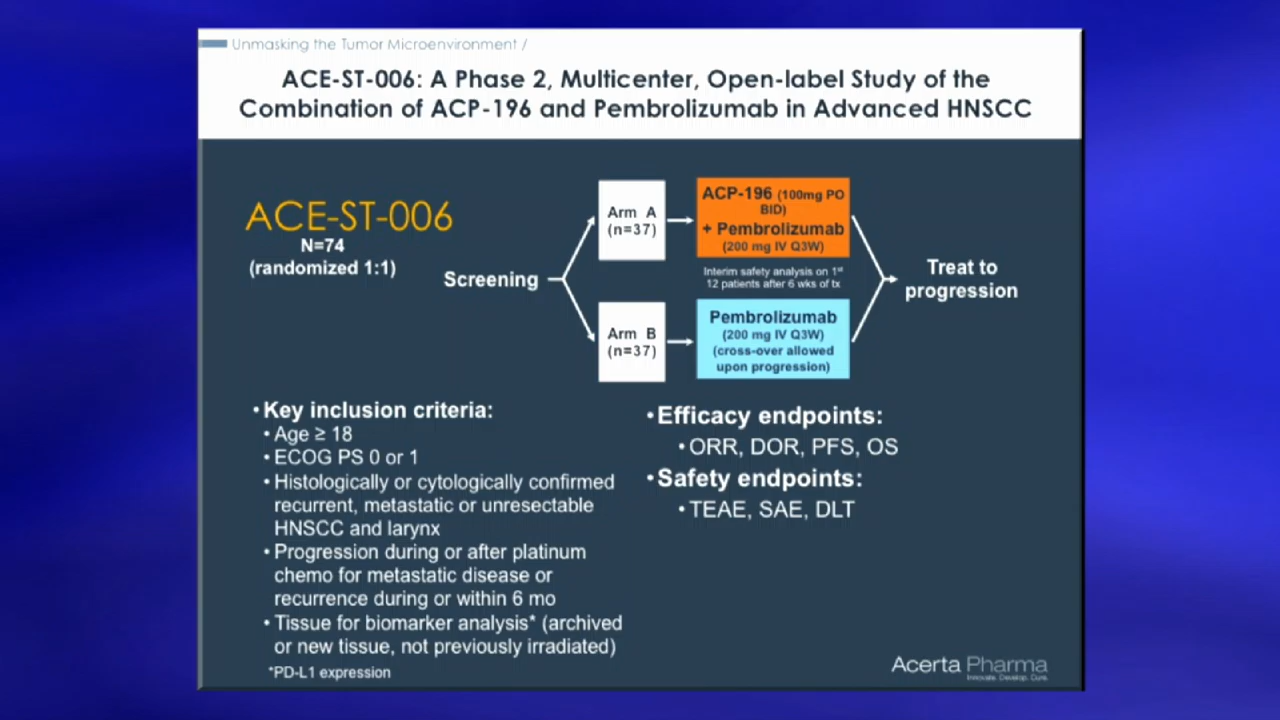 Unmasking the Tumor Microenvironment /
ACE-ST-006: A Phase 2, Multicenter, Open-label Study of the
Combination of ACP-196 and Pembrolizumab in Advanced HNSCC
ACE-ST-006
N=74
(randomized 1:1)
Screening
Arm A
(n=37)
ACP-196 (100mg PO
BID)
+ Pembrolizumab
(200 mg IV Q3W)
Interim safety analysis on 1st
12 patients after 6 wks of tx
Arm B
(n=37)
Pembrolizumab
(200 mg IV Q3W)
(cross-over allowed
upon progression)
Treat to
progression
•Key inclusion criteria:
•Age ≥ 18
•ECOG PS 0 or 1
•Histologically or cytologically confirmed
recurrent, metastatic or unresectable
HNSCC and larynx
•Progression during or after platinum
chemo for metastatic disease or
recurrence during or within 6 mo
•Tissue for biomarker analysis* (archived
or new tissue, not previously irradiated)
*PD-L1 expression
•Efficacy endpoints:
•ORR, DOR, PFS, OS
•Safety endpoints:
•TEAE, SAE, DLT
Acerta Pharma
Innovate. Develop. Cure.